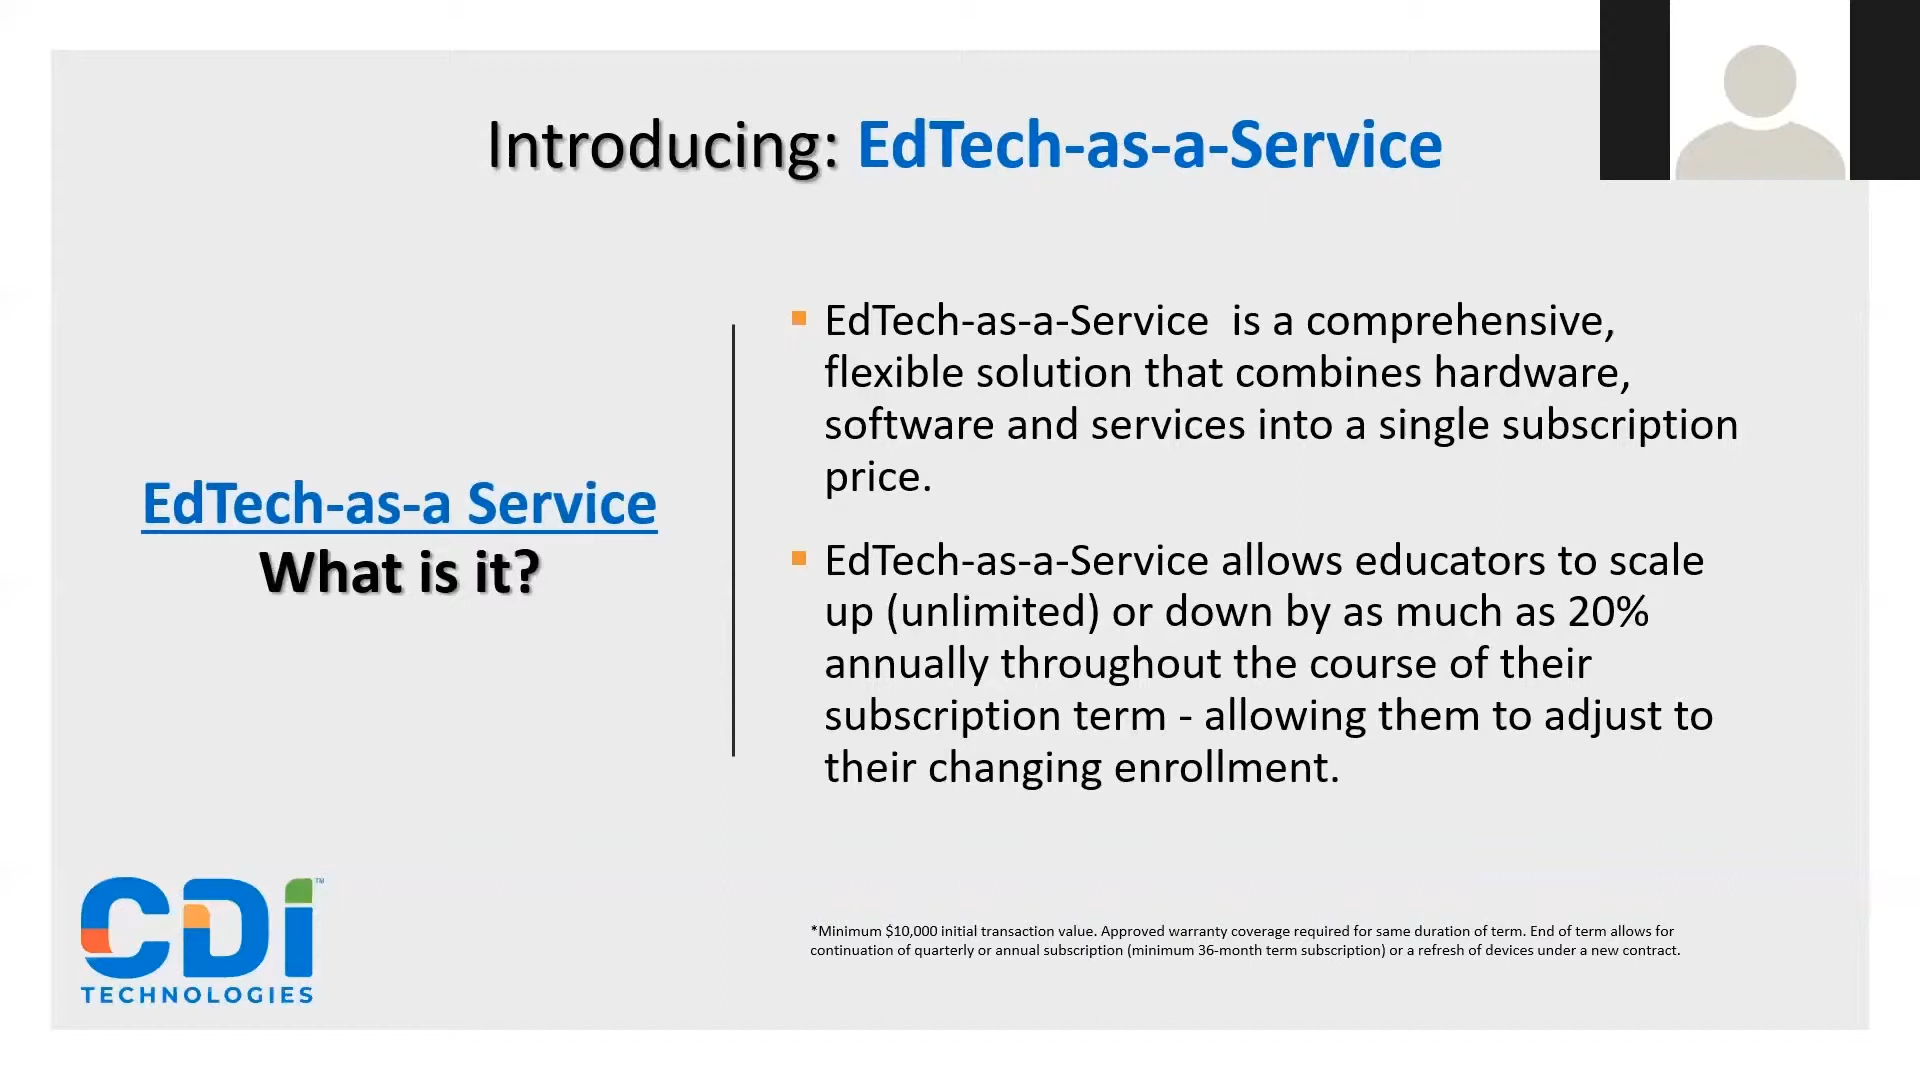 Introducing: EdTech-as-a-Service
EdTech-as-a Service
What is it?
▪ EdTech-as-a-Service  is a comprehensive,
flexible solution that combines hardware,
software and services into a single subscription
price.
▪ EdTech-as-a-Service allows educators to scale
up (unlimited) or down by as much as 20%
annually throughout the course of their
subscription term - allowing them to adjust to
their changing enrollment.
CDI™
TECHNOLOGIES
*Minimum $10,000 initial transaction value. Approved warranty coverage required for same duration of term. End of term allows for
continuation of quarterly or annual subscription (minimum 36-month term subscription) or a refresh of devices under a new contract.